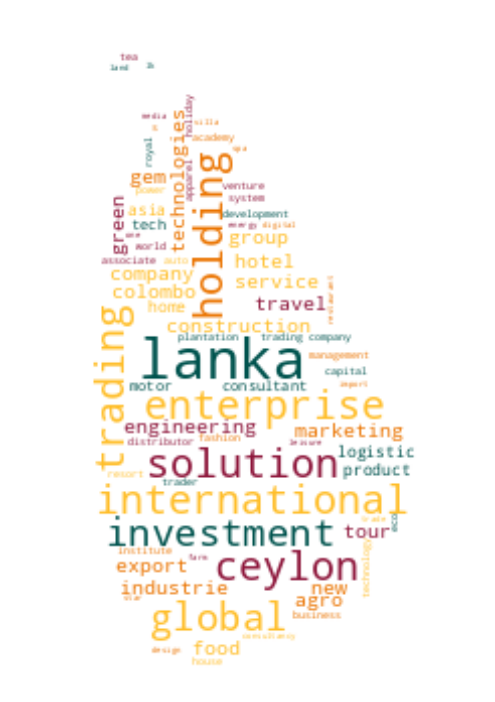 tea
land
lk
media
holiday
villa
technologies
academy
royal
spa
holding
gem
apparel
venture
power
system
green
asia
development
tech
energy
digital
one
group
world
associate
auto
hotel
company
service
colombo
restaurant
home
travel
trading
construction
plantation
trading company
lanka
management
capital
motor
consultant
import
enterprise
engineering
marketing
distributor
fashion
leisure
logistic
solution
product
resort
trader
international
trade
eco
investment
tour
institute
farm
technology
export
ceylon
industrie
new
star
agro
global
business
consultancy
design
food
house